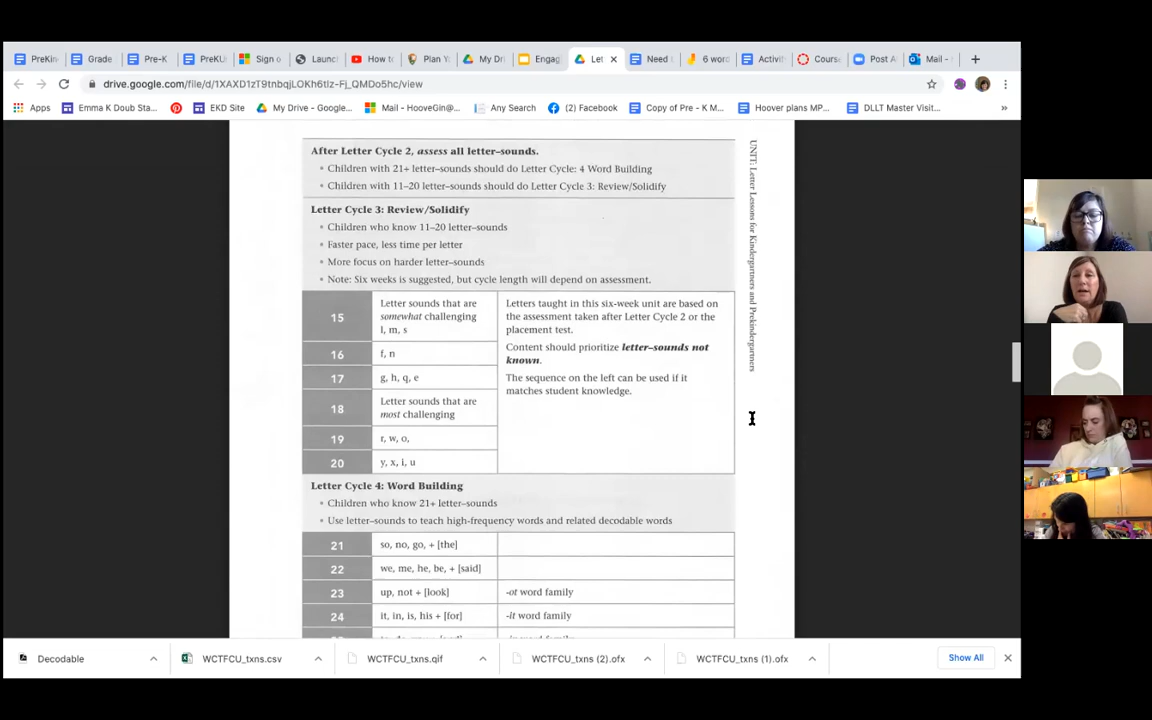 PreKin
Grade
Pre-K
PreKU
Sign o
Launc
How to
Plan Y
My Dri
Engag
Let
Need
6 word
Activit
Cours
Post A
Mail -
drive.google.com/file/d/1XAXD1zT9tnbqjLOKh6tIz-Fj_QMDo5hc/view
Apps
Emma K Doub Sta...
EKD Site
My Drive - Google...
Mail - HooveGin@...
Any Search
(2) Facebook
Copy of Pre - K M...
Hoover plans MP...
DLLT Master Visit...
After Letter Cycle 2, assess all letter–sounds.
• Children with 21+ letter–sounds should do Letter Cycle: 4 Word Building
• Children with 11–20 letter–sounds should do Letter Cycle 3: Review/Solidify
Letter Cycle 3: Review/Solidify
• Children who know 11–20 letter–sounds
• Faster pace, less time per letter
• More focus on harder letter–sounds
• Note: Six weeks is suggested, but cycle length will depend on assessment.
15
Letter sounds that are
somewhat challenging
l, m, s
Letters taught in this six-week unit are based on
the assessment taken after Letter Cycle 2 or the
placement test.
Content should prioritize letter–sounds not
known.
The sequence on the left can be used if it
matches student knowledge.
16
f, n
17
g, h, q, e
18
Letter sounds that are
most challenging
19
r, w, o,
20
y, x, i, u
Letter Cycle 4: Word Building
• Children who know 21+ letter–sounds
• Use letter–sounds to teach high-frequency words and related decodable words
21
so, no, go, + [the]
22
we, me, he, be, + [said]
23
up, not + [look]
-ot word family
24
it, in, is, his + [for]
-it word family
UNIT: Letter Lessons for Kindergartners and Prekindergartners
Decodable
WCTFCU_txns.csv
WCTFCU_txns.qif
WCTFCU_txns (2).ofx
WCTFCU_txns (1).ofx
Show All